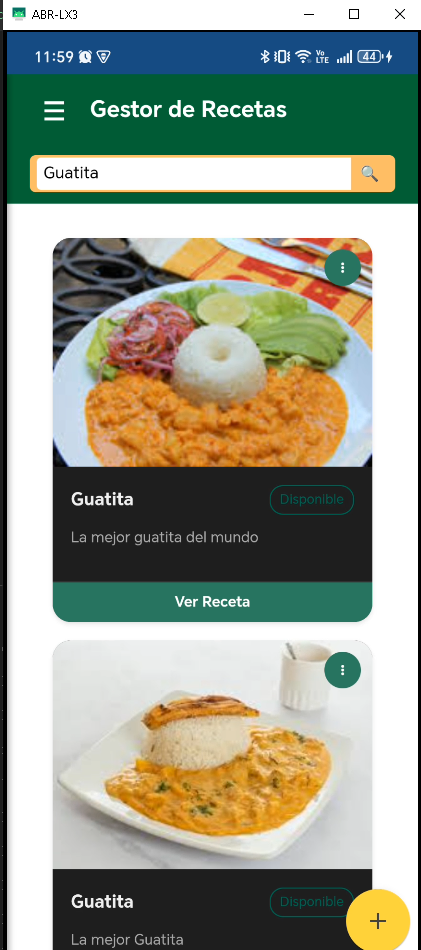 ABR-LX3
11:59
Vo
LTE
44
Gestor de Recetas
Guatita
Guatita
Disponible
La mejor guatita del mundo
Ver Receta
Guatita
Disponible
La mejor Guatita